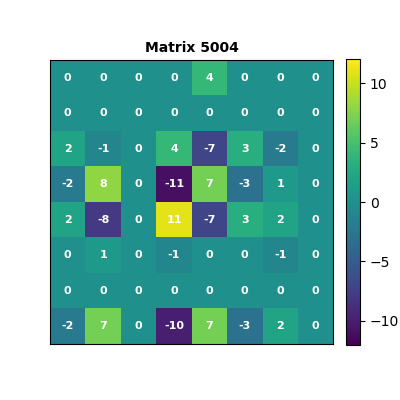 Matrix 5004
0 0 0 0 4 0 0 0
0 0 0 0 0 0 0 0
2 -1 0 4 -7 3 -2 0
-2 8 0 -11 7 -3 1 0
2 -8 0 11 -7 3 2 0
0 1 0 -1 0 0 -1 0
0 0 0 0 0 0 0 0
-2 7 0 -10 7 -3 2 0
10
5
0
−5
−10